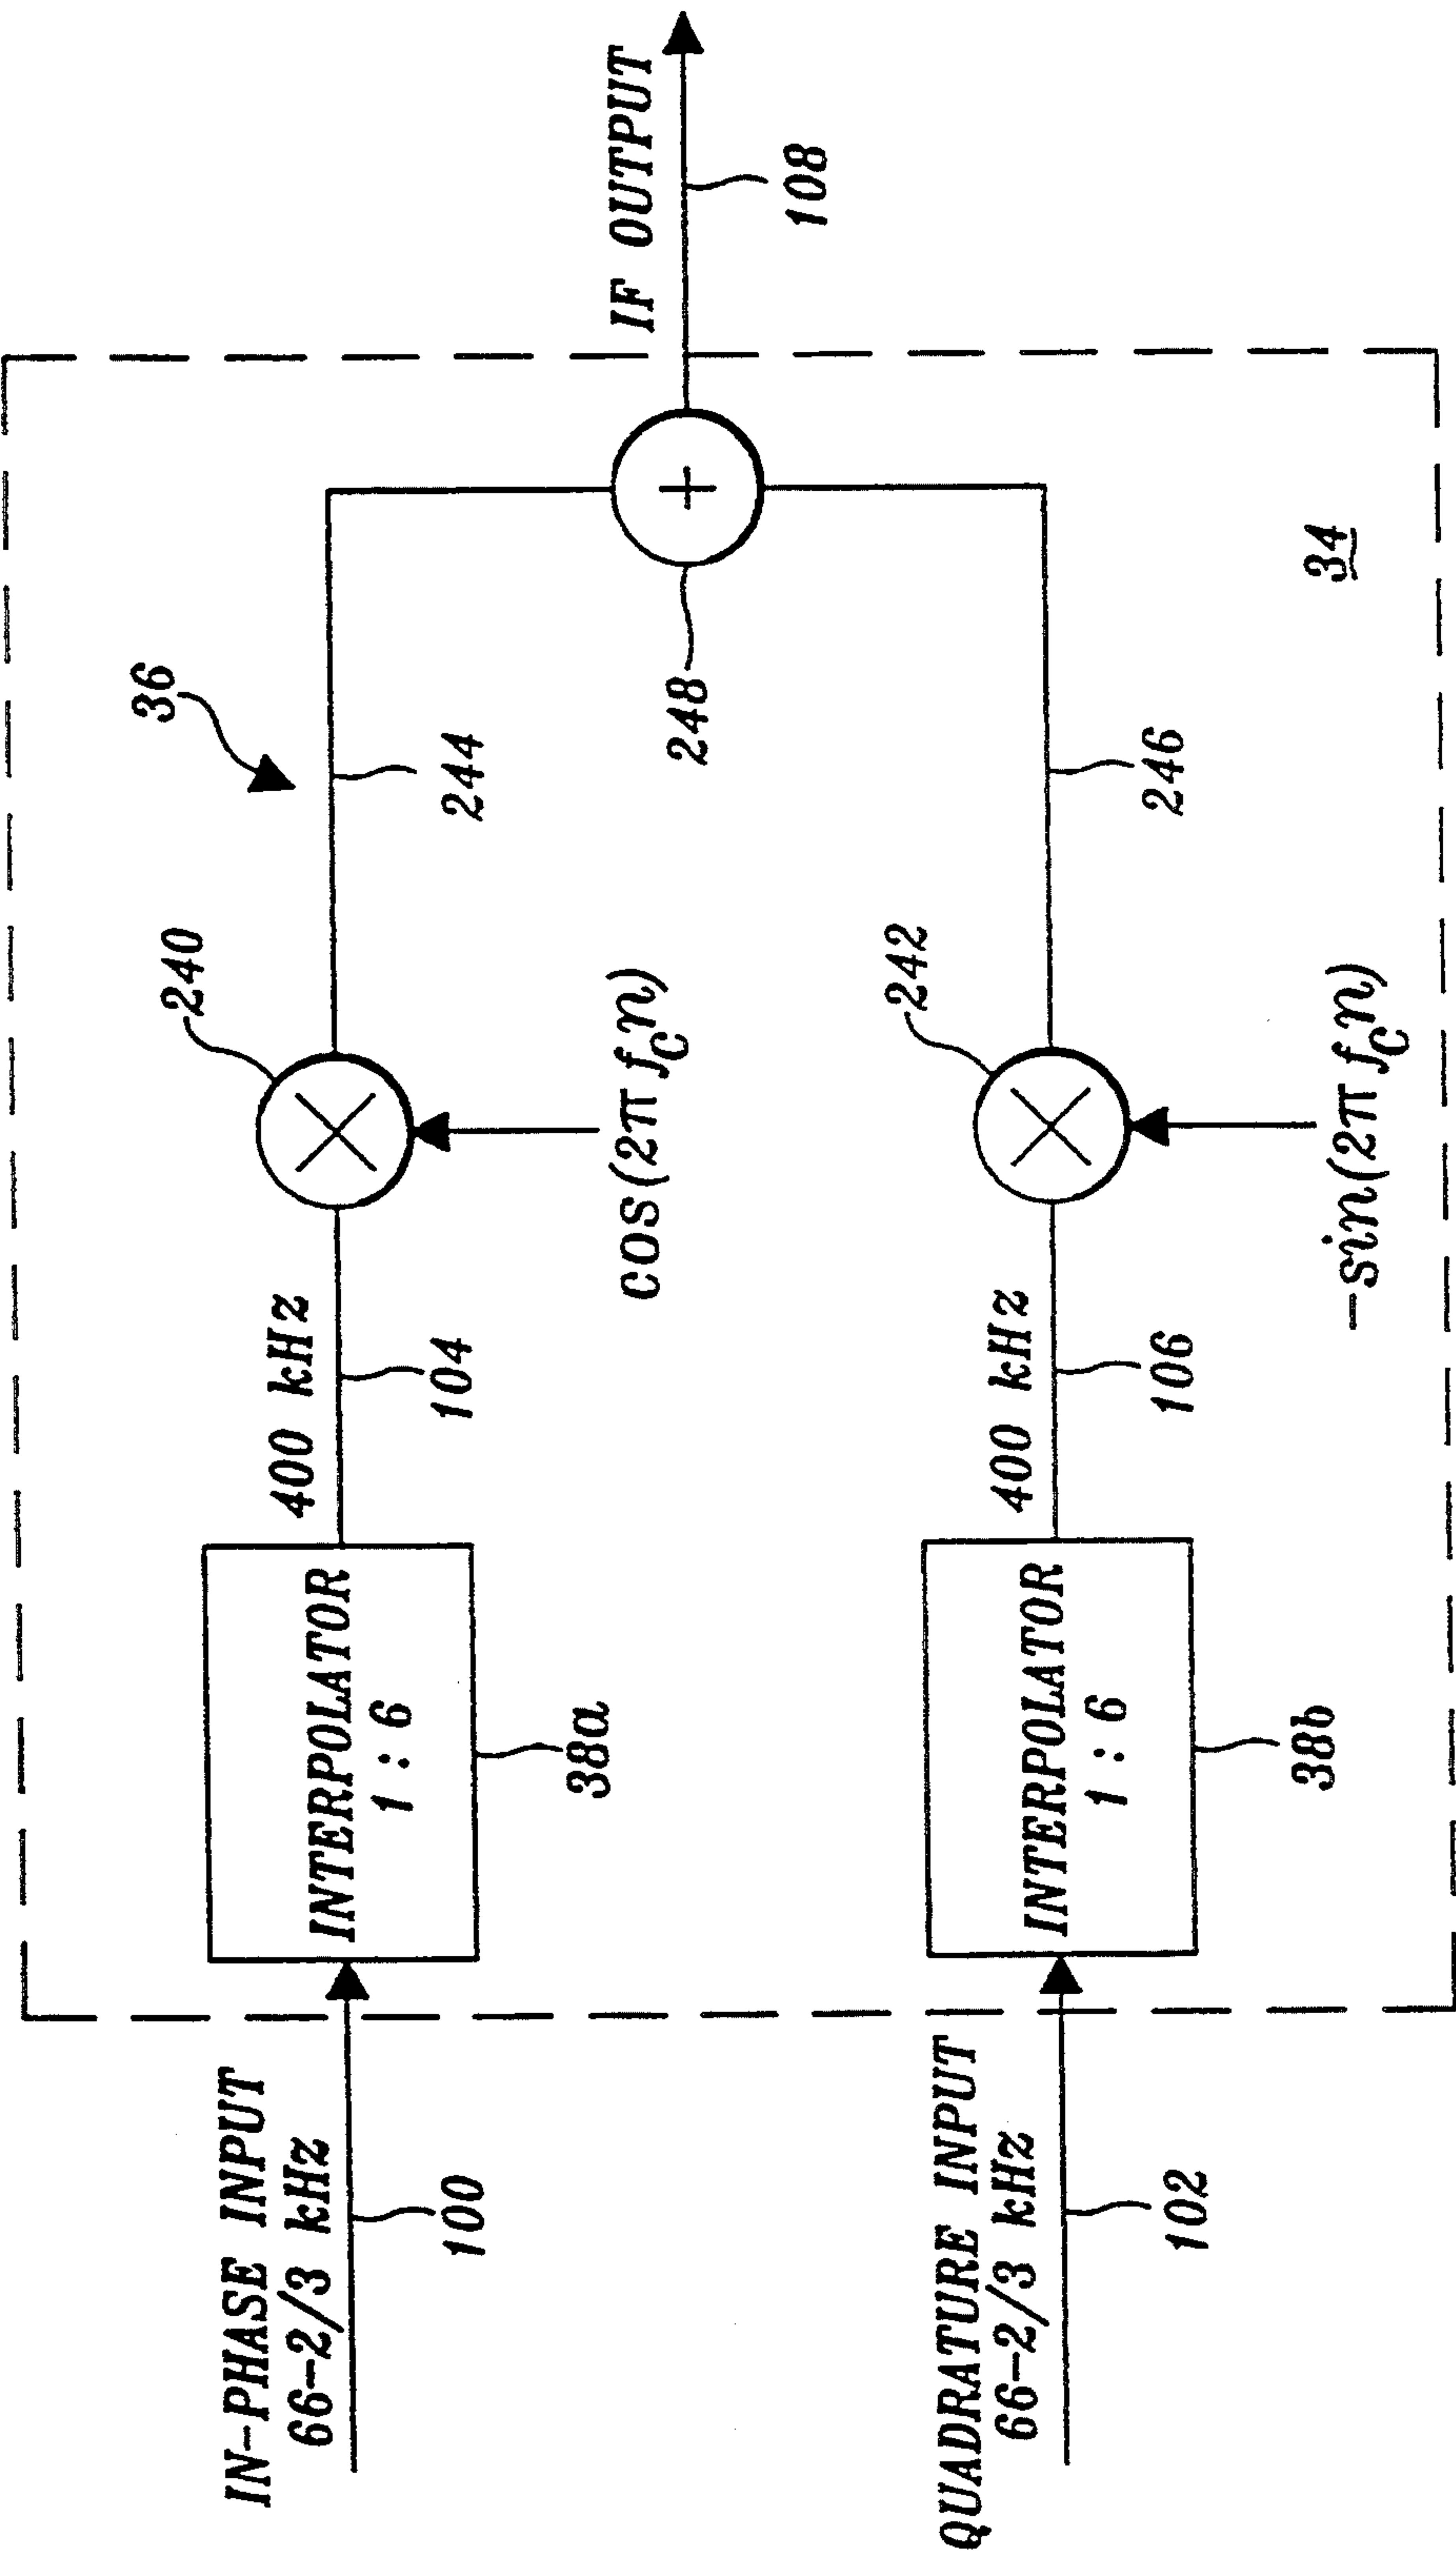 IN-PHASE INPUT
66-2/3 kHz
100
INTERPOLATOR
1 : 6
38a
400 kHz
104
240
cos(2π f_c n)
36
244
248
+
IF OUTPUT
108
QUADRATURE INPUT
66-2/3 kHz
102
INTERPOLATOR
1 : 6
38b
400 kHz
106
242
-sin(2π f_c n)
246
34